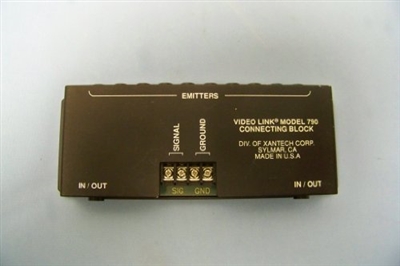 EMITTERS
VIDEO LINK® MODEL 790
CONNECTING BLOCK
DIV. OF XANTECH CORP.
SYLMAR, CA
MADE IN U.S.A
SIGNAL
GROUND
IN / OUT
SIG GND
IN / OUT